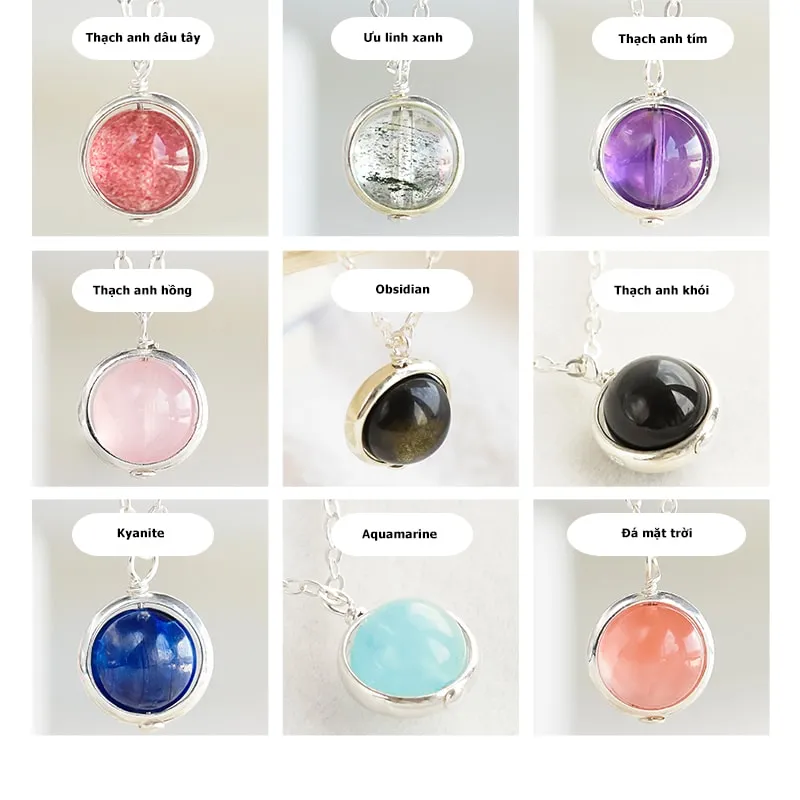 Thạch anh dâu tây
Ưu linh xanh
Thạch anh tím
Thạch anh hồng
Obsidian
Thạch anh khói
Kyanite
Aquamarine
Đá mặt trời